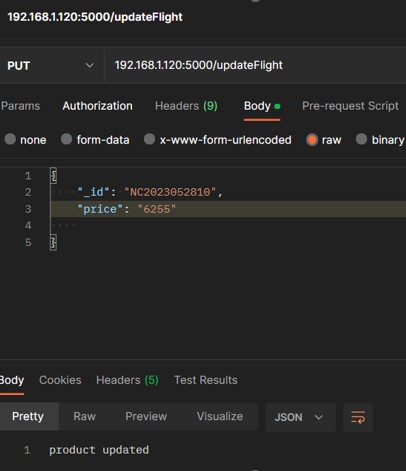 192.168.1.120:5000/updateFlight
PUT 192.168.1.120:5000/updateFlight
Params Authorization Headers (9) Body Pre-request Script
none form-data x-www-form-urlencoded raw binary
1 {
2 "_id": "NC2023052810",
3 "price": "6255"
4
5 }
Body Cookies Headers (5) Test Results
Pretty Raw Preview Visualize JSON
1 product updated